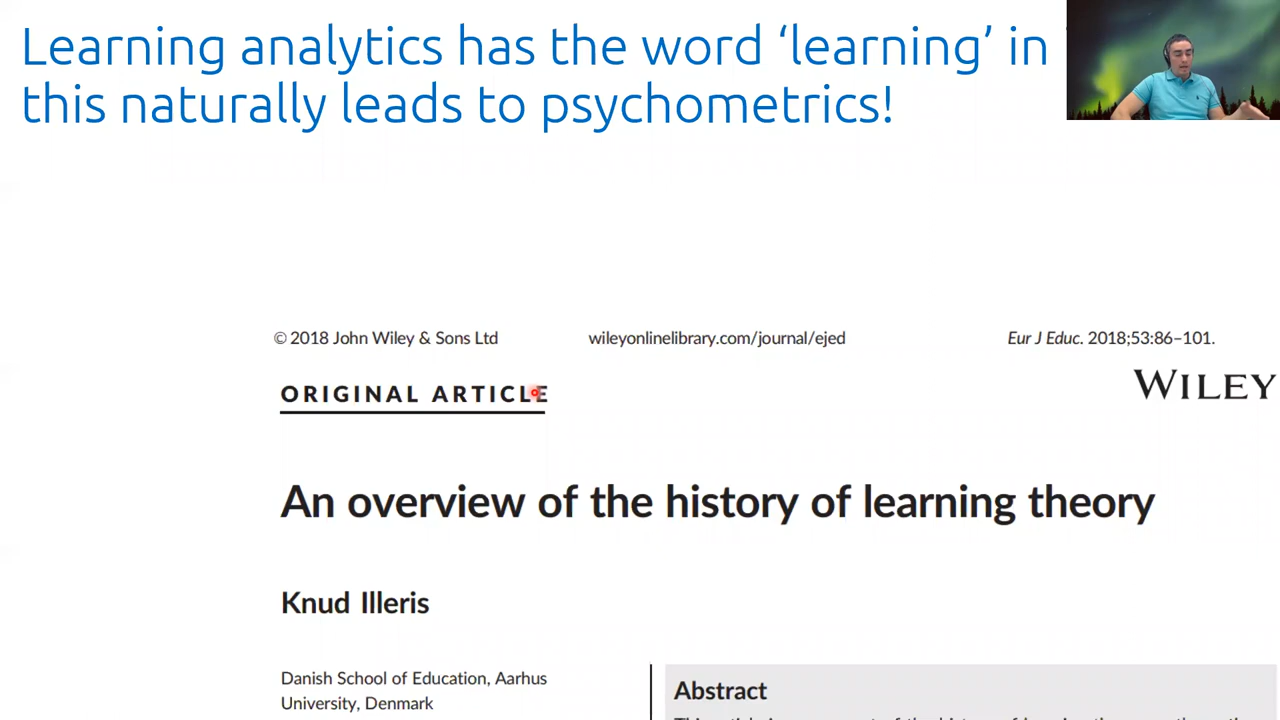 Learning analytics has the word ‘learning’ in
this naturally leads to psychometrics!
© 2018 John Wiley & Sons Ltd wileyonlinelibrary.com/journal/ejed Eur J Educ. 2018;53:86–101.
ORIGINAL ARTICLE
WILEY
An overview of the history of learning theory
Knud Illeris
Danish School of Education, Aarhus
University, Denmark
Abstract